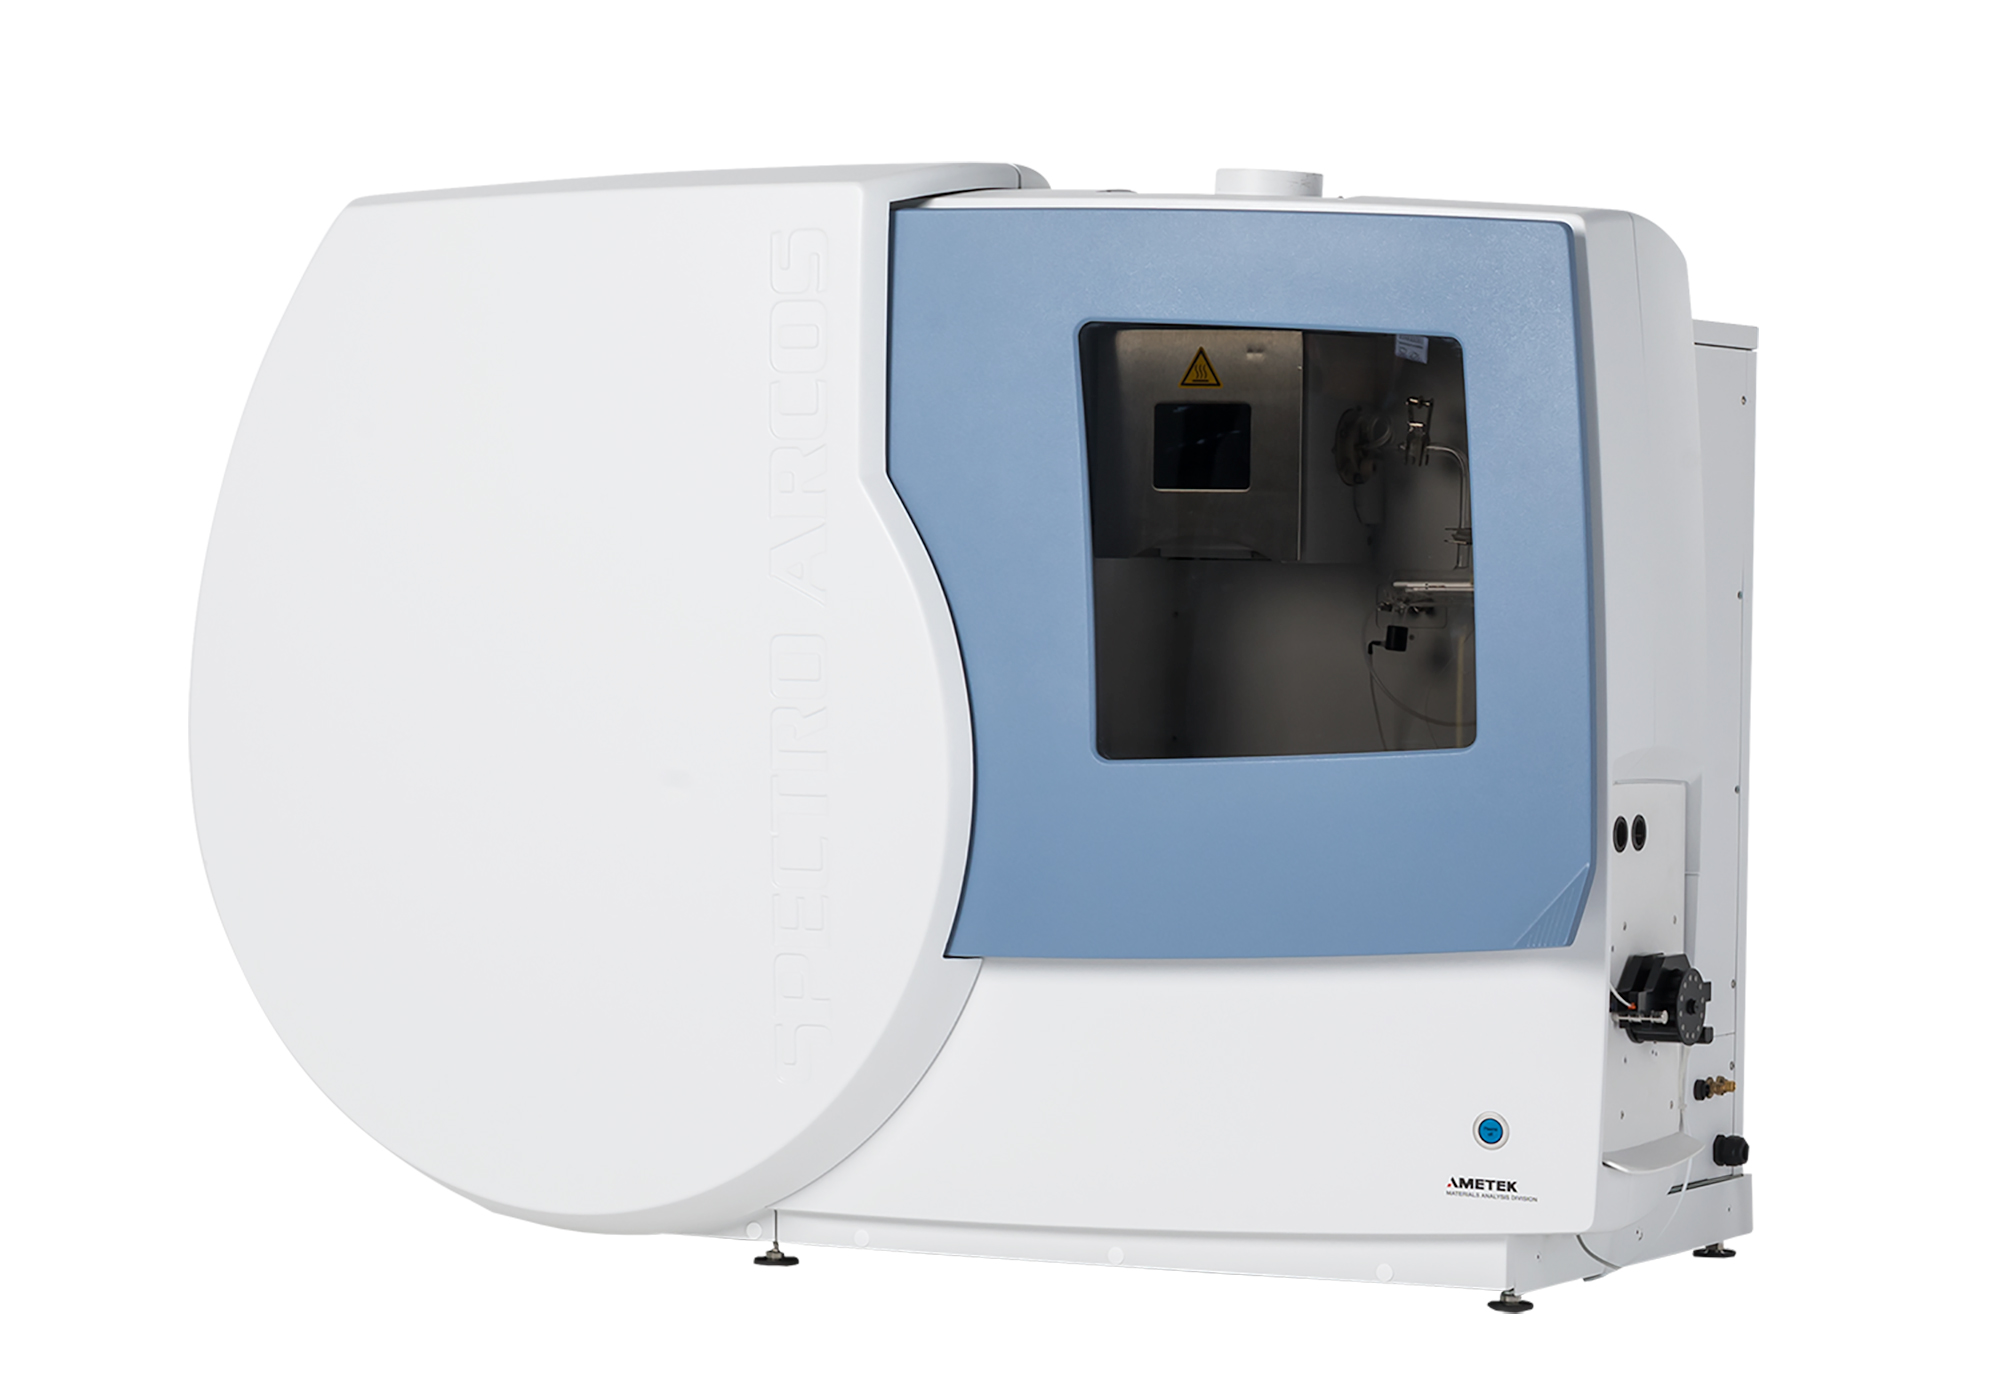 SPECTRO ARCOS
AMETEK
MATERIALS ANALYSIS DIVISION